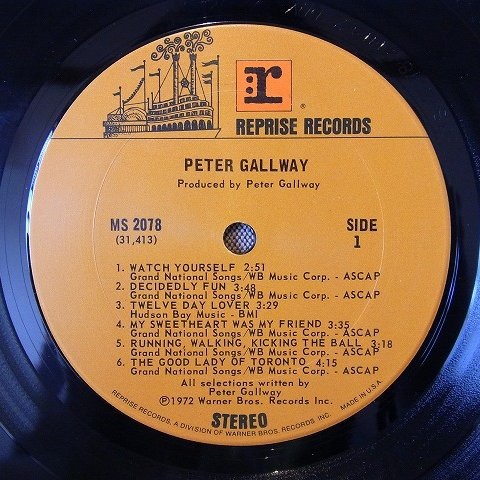 r
®
REPRISE RECORDS
PETER GALLWAY
Produced by Peter Gallway
MS 2078
(31,413)
SIDE
1
1. WATCH YOURSELF 2:51
Grand National Songs/WB Music Corp. - ASCAP
2. DECIDEDLY FUN 3:48
Grand National Songs/WB Music Corp. - ASCAP
3. TWELVE DAY LOVER 3:29
Hudson Bay Music - BMI
4. MY SWEETHEART WAS MY FRIEND 3:35
Grand National Songs/WB Music Corp. - ASCAP
5. RUNNING, WALKING, KICKING THE BALL 3:18
Grand National Songs/WB Music Corp. - ASCAP
6. THE GOOD LADY OF TORONTO 4:15
Grand National Songs/WB Music Corp. - ASCAP
All selections written by
Peter Gallway
℗1972 Warner Bros. Records Inc.
STEREO
REPRISE RECORDS, A DIVISION OF WARNER BROS. RECORDS INC. MADE IN U.S.A.